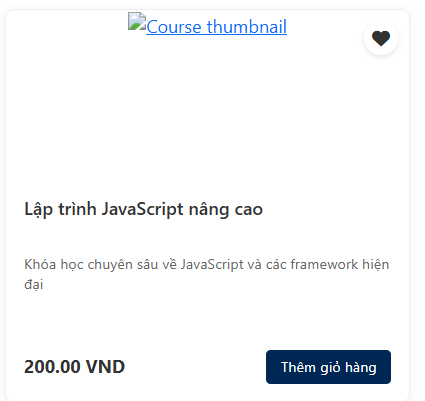 Course thumbnail
Lập trình JavaScript nâng cao
Khóa học chuyên sâu về JavaScript và các framework hiện
đại
200.00 VND
Thêm giỏ hàng